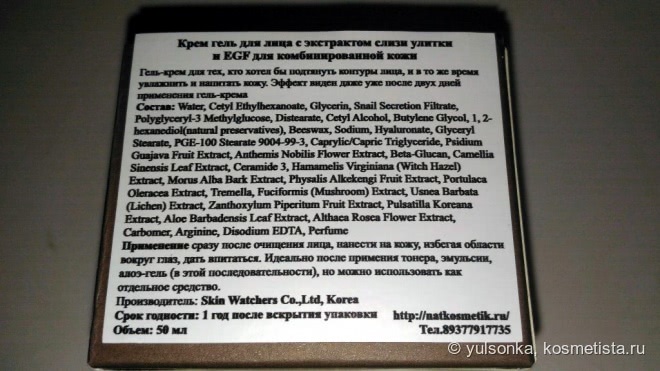 Крем гель для лица с экстрактом слизи улитки
и EGF для комбинированной кожи
Гель-крем для тех, кто хотел бы подтянуть контуры лица, и в то же время
увлажнить и напитать кожу. Эффект виден даже уже после двух дней
применения гель-крема
Состав: Water, Cetyl Ethylhexanoate, Glycerin, Snail Secretion Filtrate,
Polyglyceryl-3 Methylglucose, Distearate, Cetyl Alcohol, Butylene Glycol, 1, 2-
hexanediol(natural preservatives), Beeswax, Sodium, Hyaluronate, Glyceryl
Stearate, PGE-100 Stearate 9004-99-3, Caprylic/Capric Triglyceride, Psidium
Guajava Fruit Extract, Anthemis Nobilis Flower Extract, Beta-Glucan, Camellia
Sinensis Leaf Extract, Ceramide 3, Hamamelis Virginiana (Witch Hazel)
Extract, Morus Alba Bark Extract, Physalis Alkekengi Fruit Extract, Portulaca
Oleracea Extract, Tremella, Fuciformis (Mushroom) Extract, Usnea Barbata
(Lichen) Extract, Zanthoxylum Piperitum Fruit Extract, Pulsatilla Koreana
Extract, Aloe Barbadensis Leaf Extract, Althaea Rosea Flower Extract,
Carbomer, Arginine, Disodium EDTA, Perfume
Применение сразу после очищения лица, нанести на кожу, избегая области
вокруг глаз, дать впитаться. Идеально после примения тонера, эмульсии,
алоэ-гель (в этой последовательности), но можно использовать как
отдельное средство.
Производитель: Skin Watchers Co.,Ltd, Korea
Срок годности: 1 год после вскрытия упаковки http://natkosmetik.ru/
Объем: 50 мл Тел.89377917735
© yulsonka, kosmetista.ru